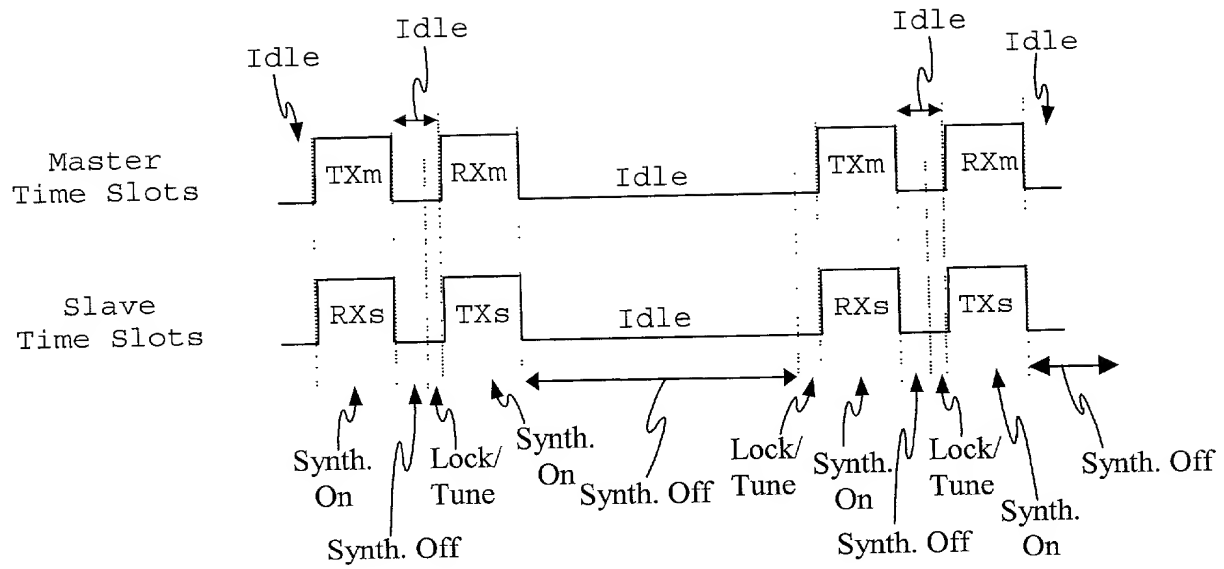 Idle
Idle
Idle
Idle
Master
Time Slots
TXm
RXm
Idle
TXm
RXm
Slave
Time Slots
RXs
TXs
Idle
RXs
TXs
Synth.
On
Synth. Off
Lock/
Tune
Synth.
On
Synth. Off
Lock/
Tune
Synth.
On
Synth. Off
Lock/
Tune
Synth.
On
Synth. Off